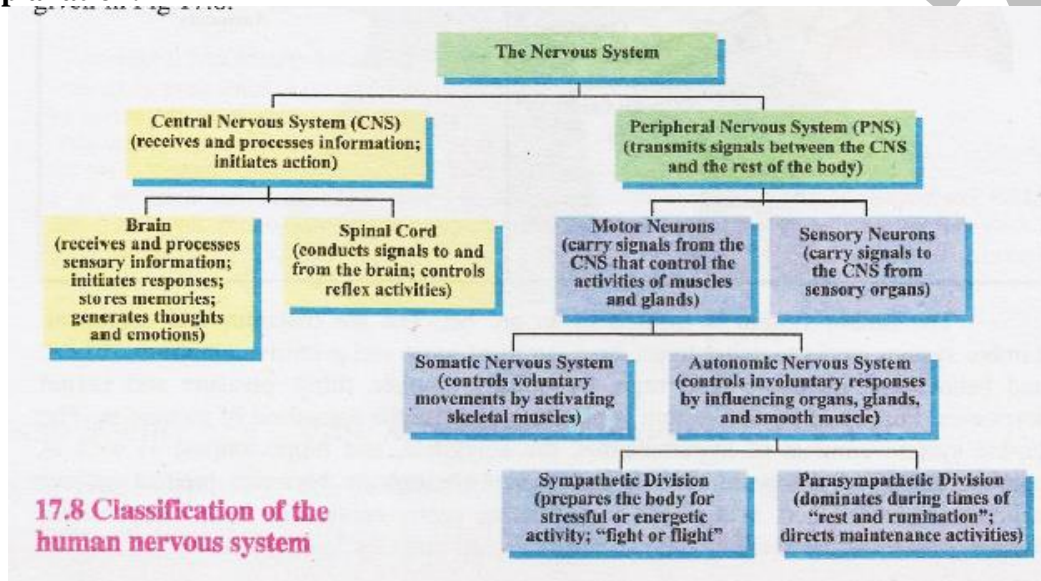 given in Fig 17.8.
The Nervous System
Central Nervous System (CNS)
(receives and processes information;
initiates action)
Peripheral Nervous System (PNS)
(transmits signals between the CNS
and the rest of the body)
Brain
(receives and processes
sensory information;
initiates responses;
stores memories;
generates thoughts
and emotions)
Spinal Cord
(conducts signals to and
from the brain; controls
reflex activities)
Motor Neurons
(carry signals from the
CNS that control the
activities of muscles
and glands)
Sensory Neurons
(carry signals to
the CNS from
sensory organs)
Somatic Nervous System
(controls voluntary
movements by activating
skeletal muscles)
Autonomic Nervous System
(controls involuntary responses
by influencing organs, glands,
and smooth muscle)
Sympathetic Division
(prepares the body for
stressful or energetic
activity; "fight or flight"
Parasympathetic Division
(dominates during times of
"rest and rumination";
directs maintenance activities)
17.8 Classification of the
human nervous system